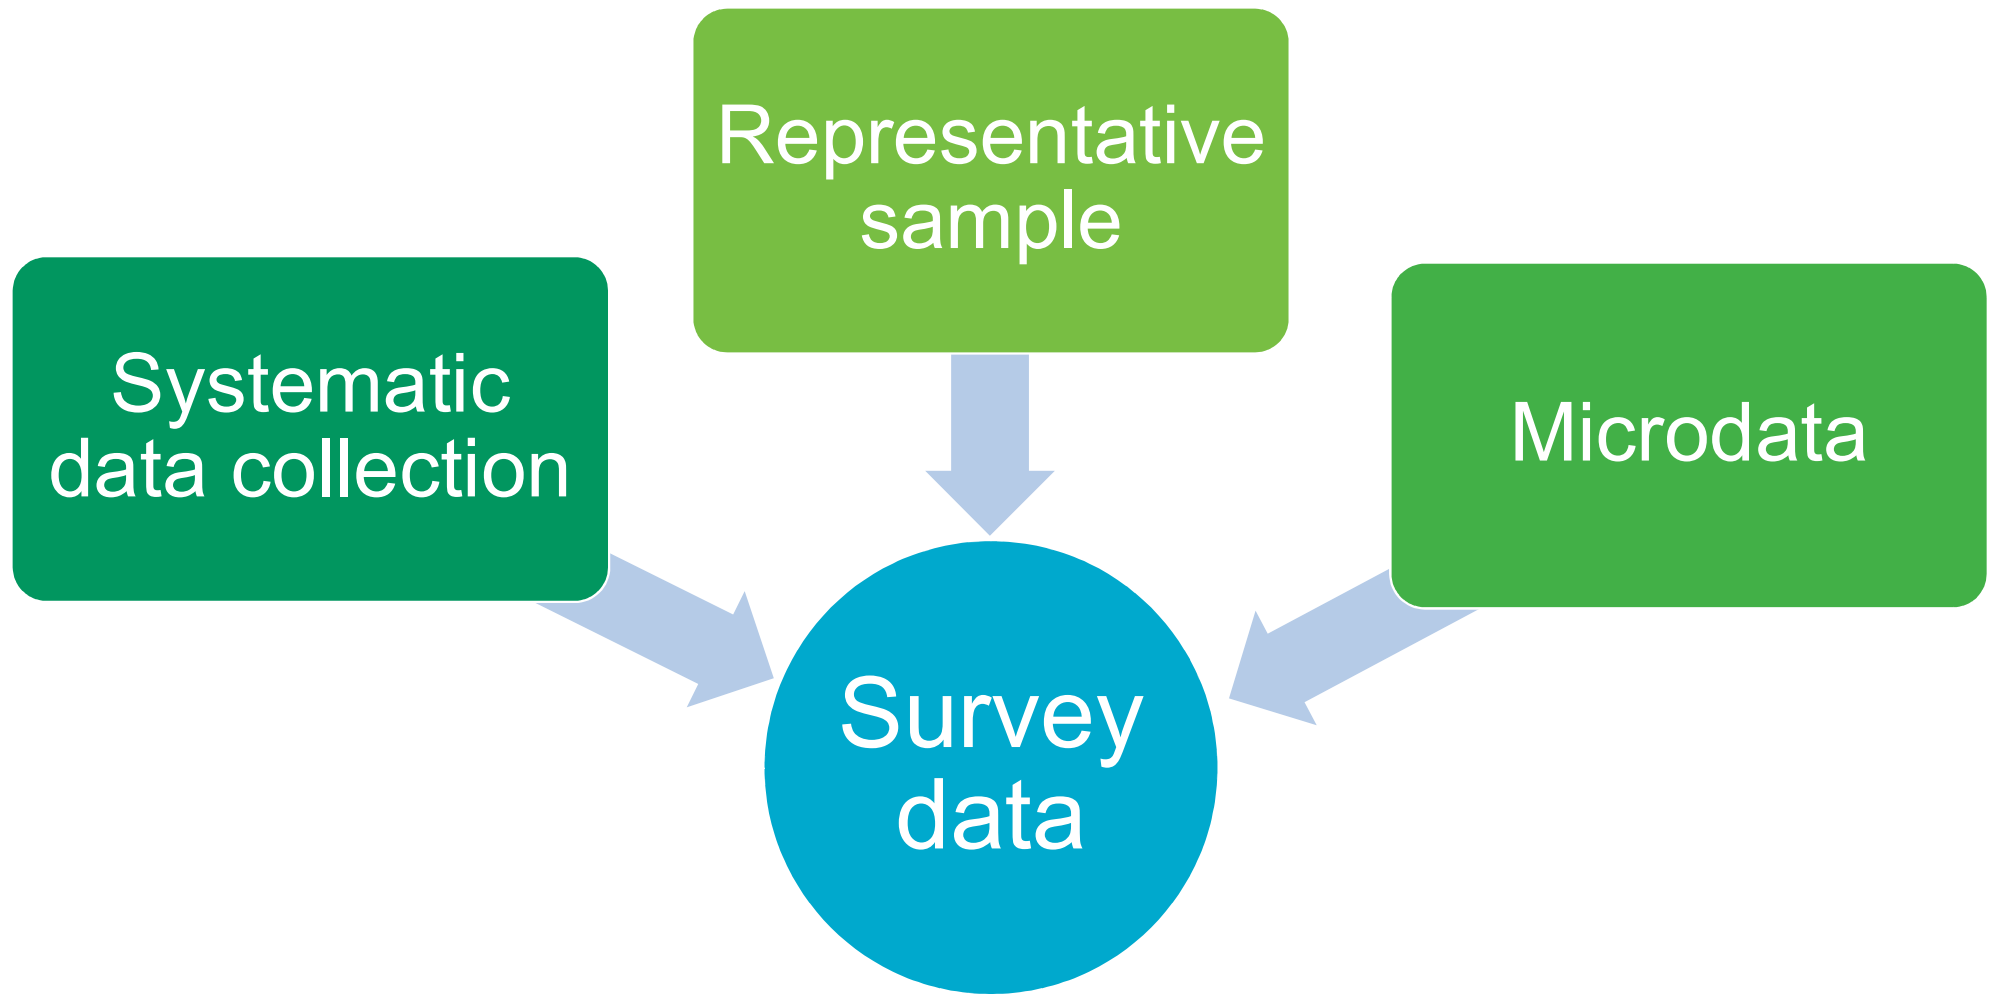 Representative
sample
Systematic
data collection
Microdata
Survey
data